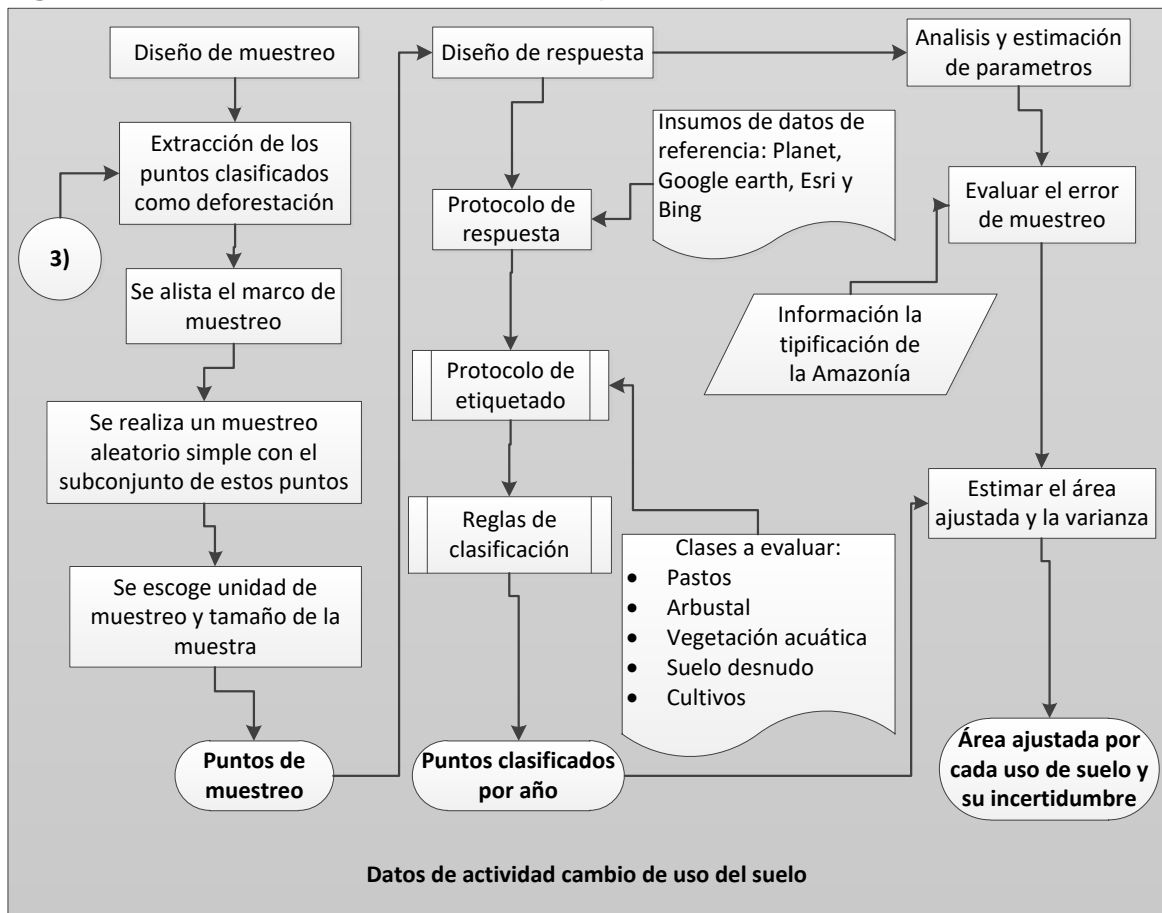 Diseño de muestreo
Extracción de los
puntos clasificados
como deforestación
3)
Se alista el marco de
muestreo
Se realiza un muestreo
aleatorio simple con el
subconjunto de estos puntos
Se escoge unidad de
muestreo y tamaño de la
muestra
Puntos de
muestreo
Diseño de respuesta
Insumos de datos de
referencia: Planet,
Google earth, Esri y
Bing
Protocolo de
respuesta
Protocolo de
etiquetado
Reglas de
clasificación
Clases a evaluar:
• Pastos
• Arbustal
• Vegetación acuática
• Suelo desnudo
• Cultivos
Puntos clasificados
por año
Analisis y estimación
de parametros
Evaluar el error
de muestreo
Información la
tipificación de
la Amazonía
Estimar el área
ajustada y la varianza
Área ajustada por
cada uso de suelo y
su incertidumbre
Datos de actividad cambio de uso del suelo